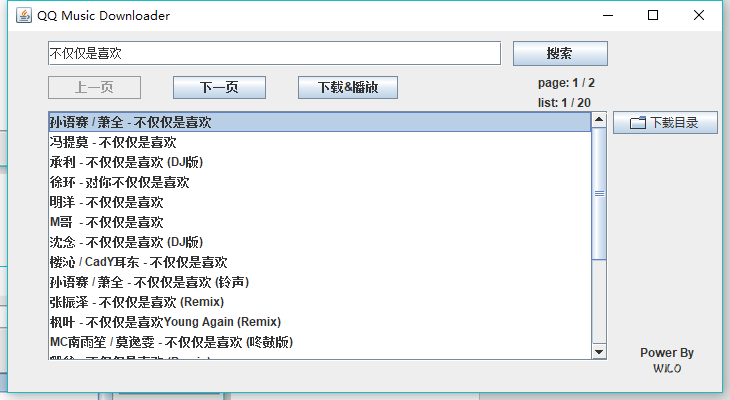 QQ Music Downloader
不仅仅是喜欢
搜索
上一页
下一页
下载&播放
page: 1 / 2
list: 1 / 20
孙语赛 / 萧全 - 不仅仅是喜欢
下载目录
冯提莫 - 不仅仅是喜欢
承利 - 不仅仅是喜欢 (DJ版)
徐环 - 对你不仅仅是喜欢
明洋 - 不仅仅是喜欢
M哥 - 不仅仅是喜欢
沈念 - 不仅仅是喜欢 (DJ版)
楼沁 / CadY耳东 - 不仅仅是喜欢
孙语赛 / 萧全 - 不仅仅是喜欢 (铃声)
张振泽 - 不仅仅是喜欢 (Remix)
枫叶 - 不仅仅是喜欢Young Again (Remix)
MC南雨笙 / 莫逸雯 - 不仅仅是喜欢 (咚鼓版)
Power By
WILO